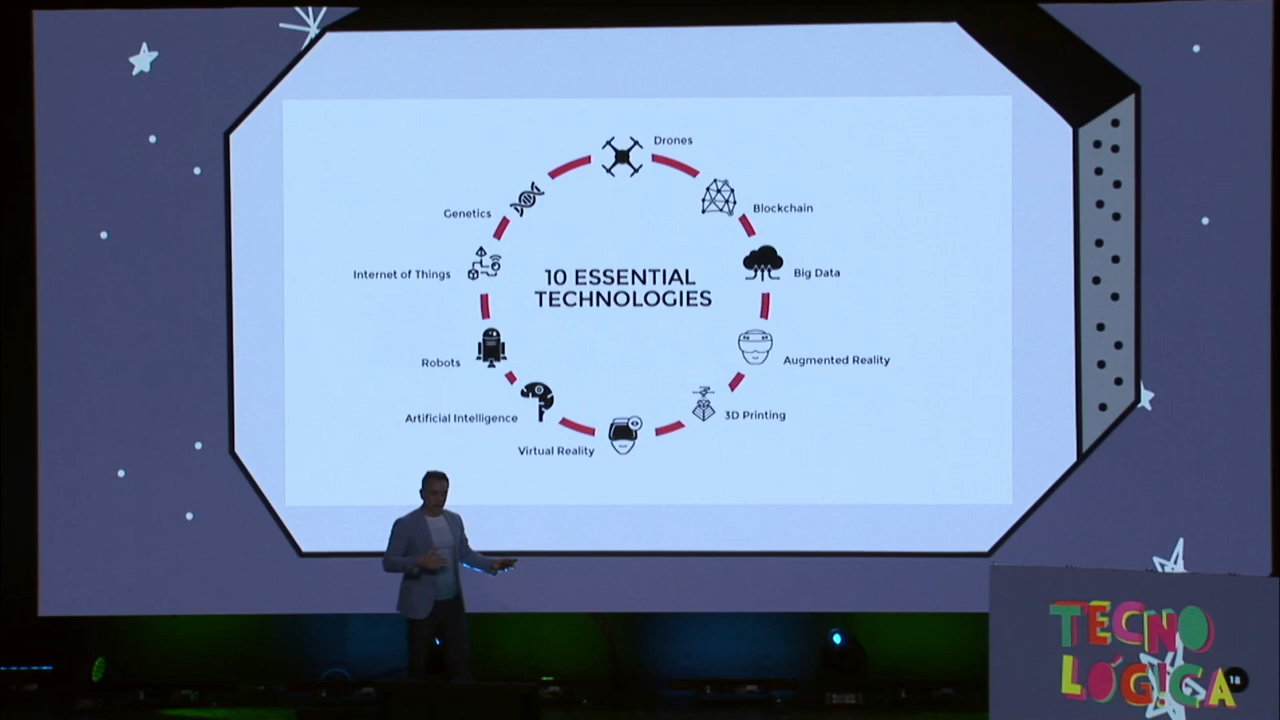 Drones
Genetics
Blockchain
Internet of Things
10 ESSENTIAL
TECHNOLOGIES
Big Data
Robots
Augmented Reality
Artificial Intelligence
3D Printing
Virtual Reality
TECNO
LÓGICA
18